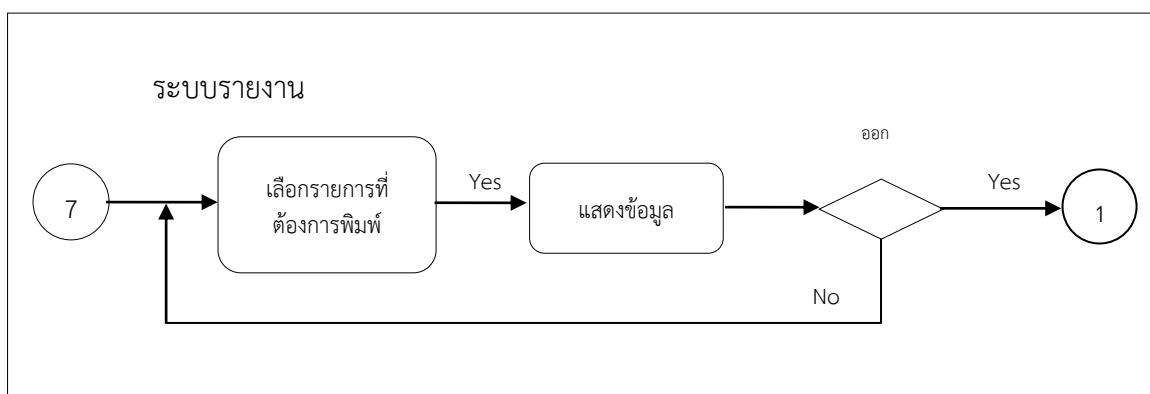 ระบบรายงาน
ออก
7
เลือกรายการที่
ต้องการพิมพ์
Yes
แสดงข้อมูล
Yes
1
No